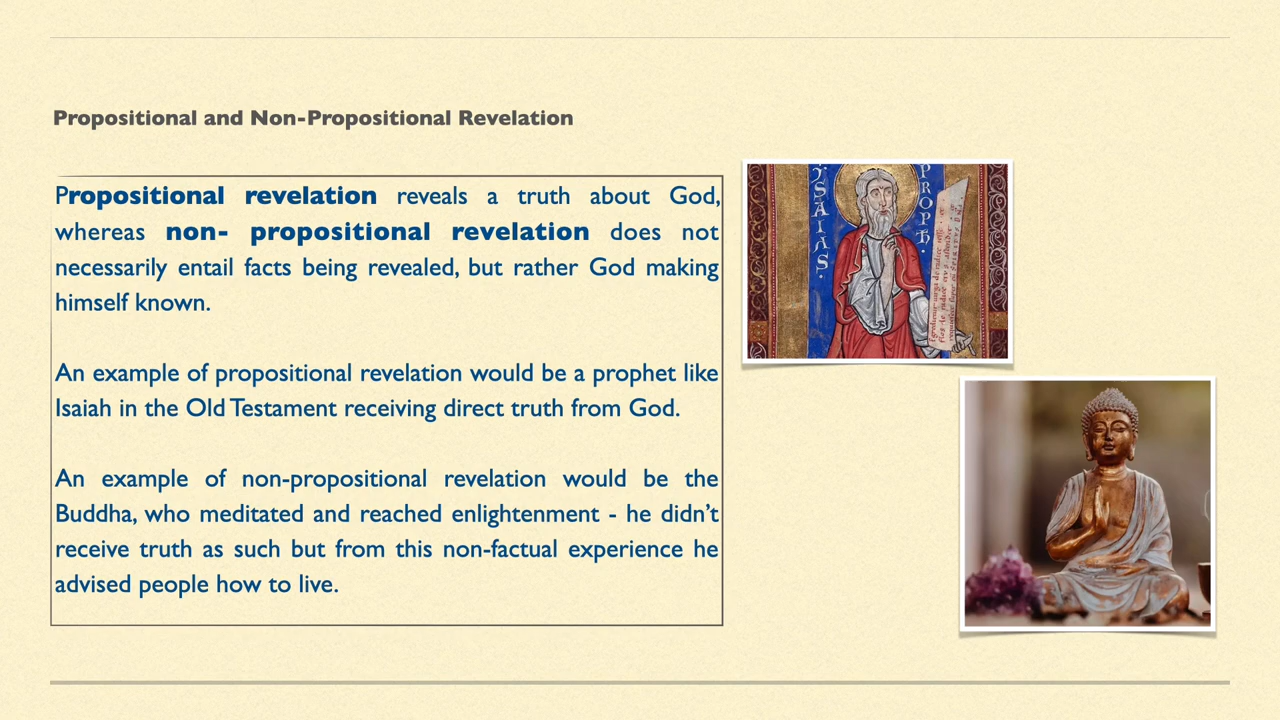 Propositional and Non-Propositional Revelation
Propositional revelation reveals a truth about God,
whereas non- propositional revelation does not
necessarily entail facts being revealed, but rather God making
himself known.
An example of propositional revelation would be a prophet like
Isaiah in the Old Testament receiving direct truth from God.
An example of non-propositional revelation would be the
Buddha, who meditated and reached enlightenment - he didn't
receive truth as such but from this non-factual experience he
advised people how to live.
YSAIAS.
PROPH